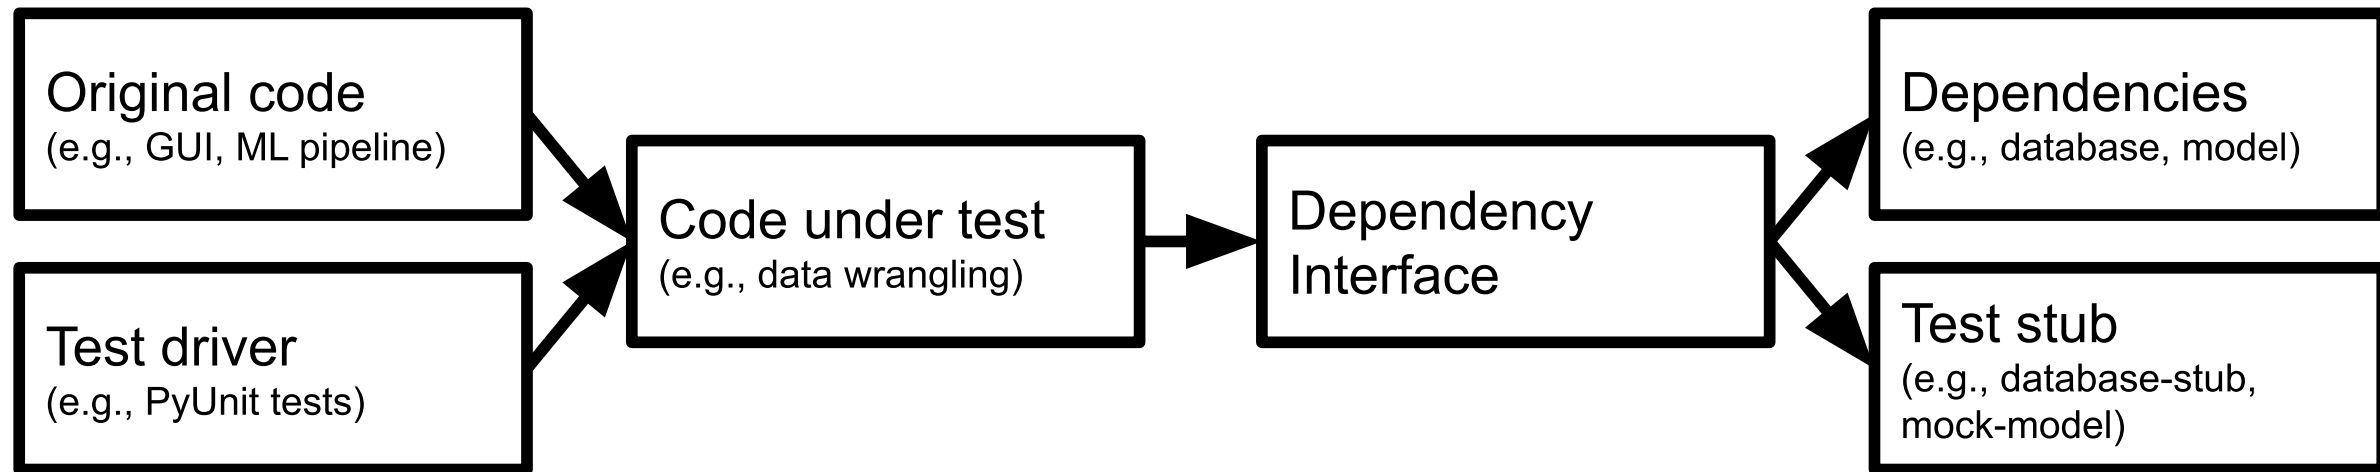 Original code
(e.g., GUI, ML pipeline)
Test driver
(e.g., PyUnit tests)
Code under test
(e.g., data wrangling)
Dependency
Interface
Dependencies
(e.g., database, model)
Test stub
(e.g., database-stub,
mock-model)